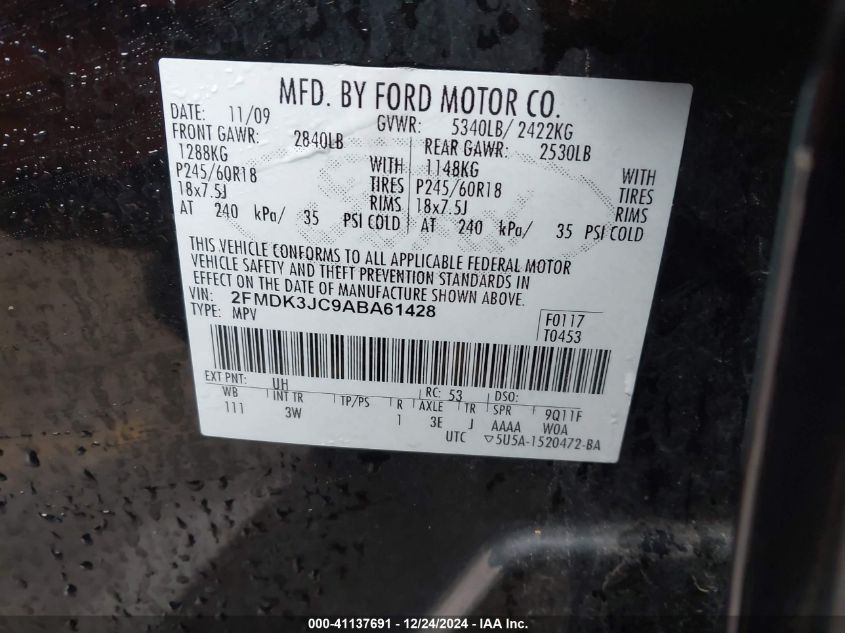 MFD. BY FORD MOTOR CO.
DATE: 11/09 GVWR: 5340LB/ 2422KG
FRONT GAWR: 2840LB REAR GAWR: 2530LB
1288KG WITH 1148KG WITH
P245/60R18 TIRES P245/60R18 TIRES
18x7.5J RIMS 18x7.5J RIMS
AT 240 kPa/ 35 PSI COLD AT 240 kPa/ 35 PSI COLD
THIS VEHICLE CONFORMS TO ALL APPLICABLE FEDERAL MOTOR
VEHICLE SAFETY AND THEFT PREVENTION STANDARDS IN
EFFECT ON THE DATE OF MANUFACTURE SHOWN ABOVE.
VIN: 2FMDK3JC9ABA61428 F0117
TYPE: MPV T0453
EXT PNT: UH RC: 53 DSO:
WB INT TR TP/PS R AXLE TR SPR 9Q11F
111 3W 1 3E J AAAA W0A
UTC ▽5U5A-1520472-BA
000-41137691 - 12/24/2024 - IAA Inc.